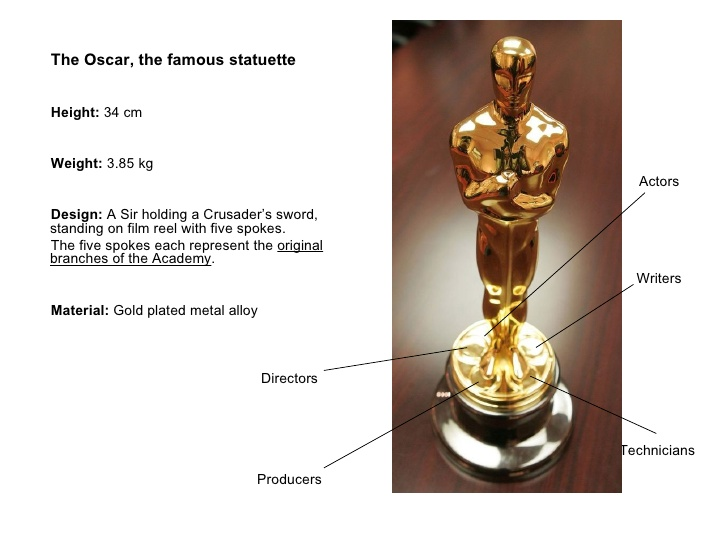 The Oscar, the famous statuette
Height: 34 cm
Weight: 3.85 kg
Design: A Sir holding a Crusader's sword,
standing on film reel with five spokes.
The five spokes each represent the original
branches of the Academy.
Material: Gold plated metal alloy
Actors
Writers
Directors
Technicians
Producers